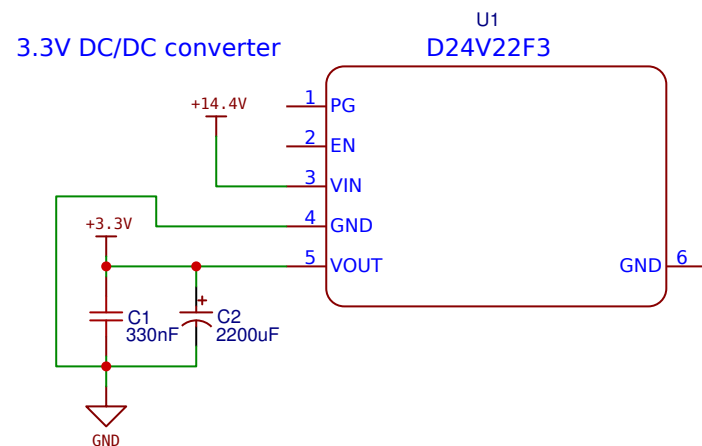 U1
3.3V DC/DC converter
D24V22F3
+14.4V
1 PG
2 EN
3 VIN
4 GND
+3.3V
5 VOUT
GND 6
+
C1
330nF
C2
2200uF
GND